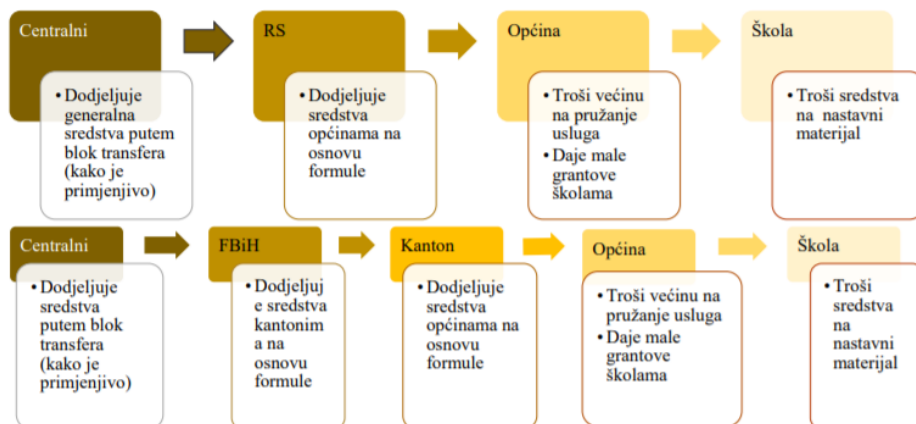 Centralni
• Dodjeljuje
generalna
sredstva putem
blok transfera
(kako je
primjenjivo)
RS
• Dodjeljuje
sredstva
općinama na
osnovu
formule
Općina
• Troši većinu
na pružanje
usluga
• Daje male
grantove
školama
Škola
• Troši sredstva
na nastavni
materijal
Centralni
• Dodjeljuje
sredstva
putem blok
transfera
(kako je
primjenjivo)
FBiH
• Dodjeljuj
e sredstva
kantonim
a na
osnovu
formule
Kanton
• Dodjeljuje
sredstva
općinama na
osnovu
formule
Općina
• Troši većinu na
pružanje usluga
• Daje male
grantove
školama
Škola
• Troši
sredstva
na
nastavni
materijal